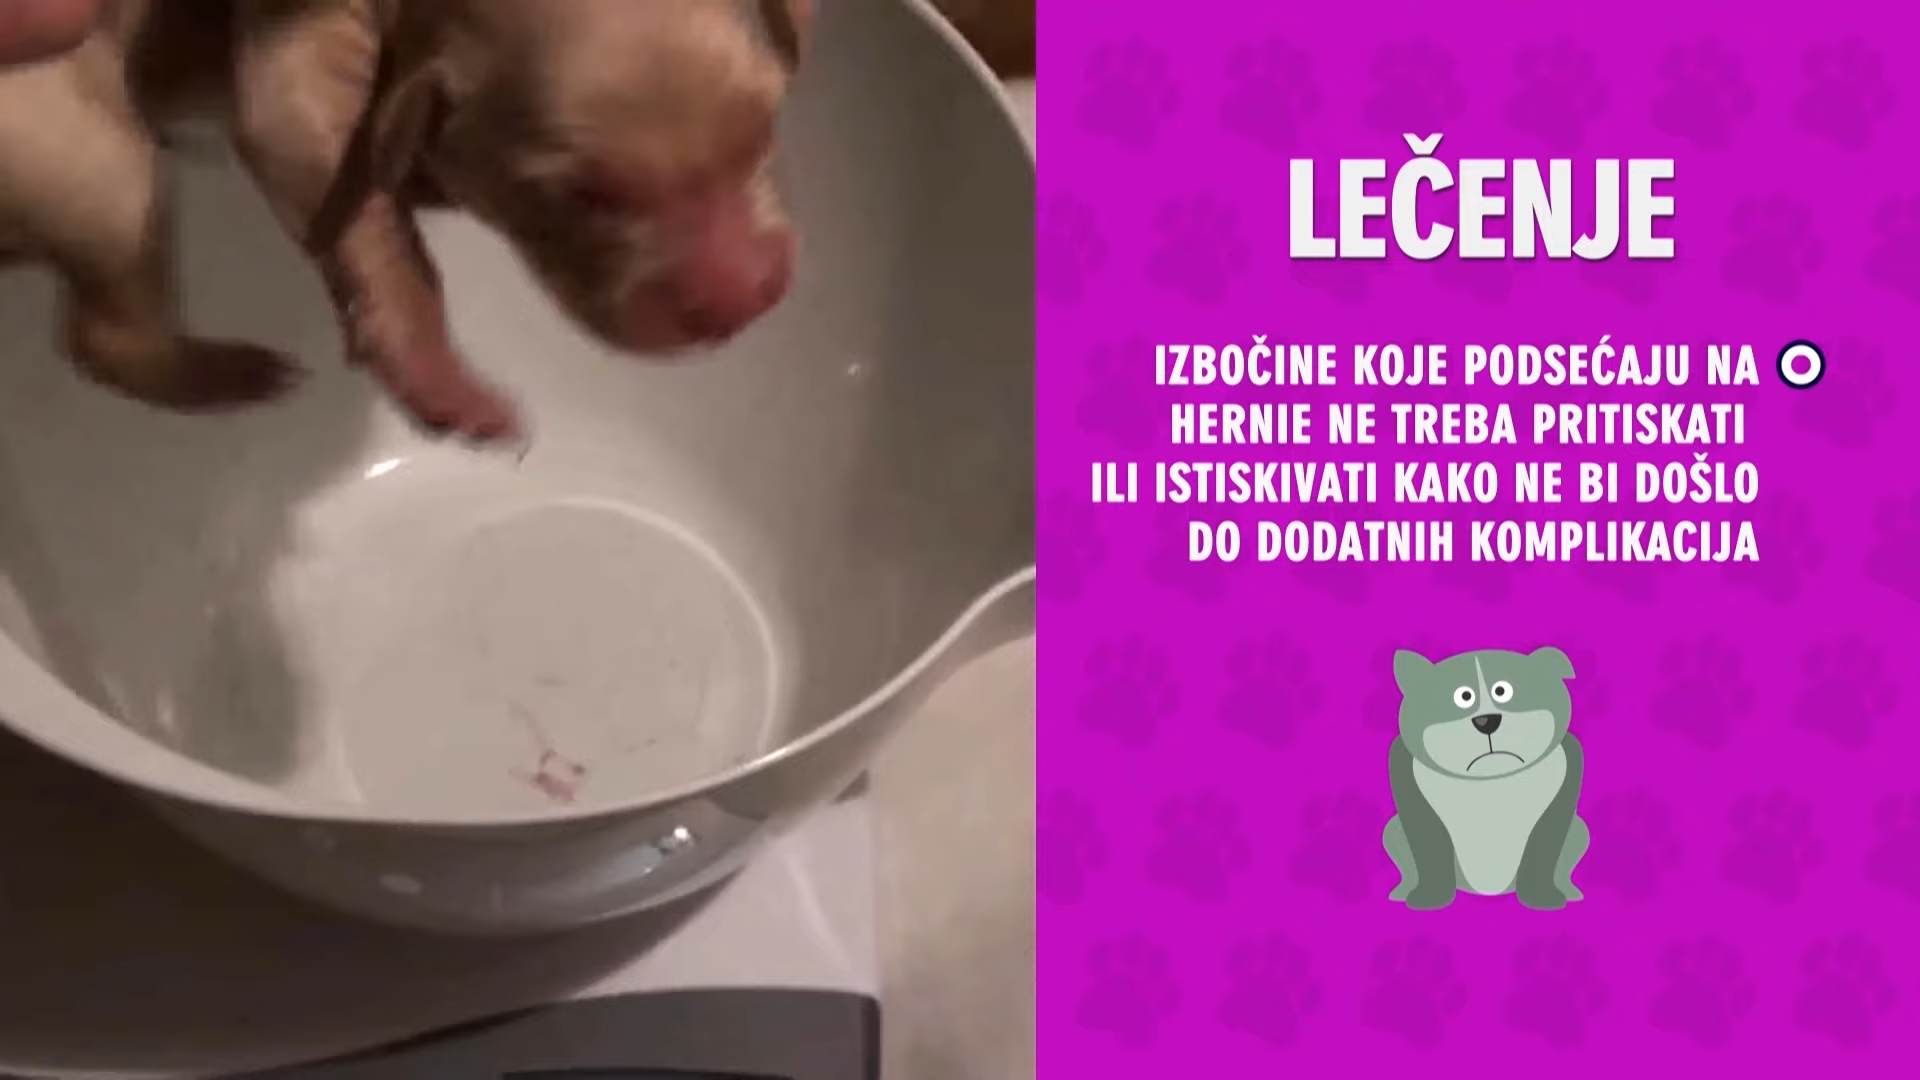 LEČENJE
IZBOČINE KOJE PODSEĆAJU NA
HERNIE NE TREBA PRITISKATI
ILI ISTISKIVATI KAKO NE BI DOŠLO
DO DODATNIH KOMPLIKACIJA